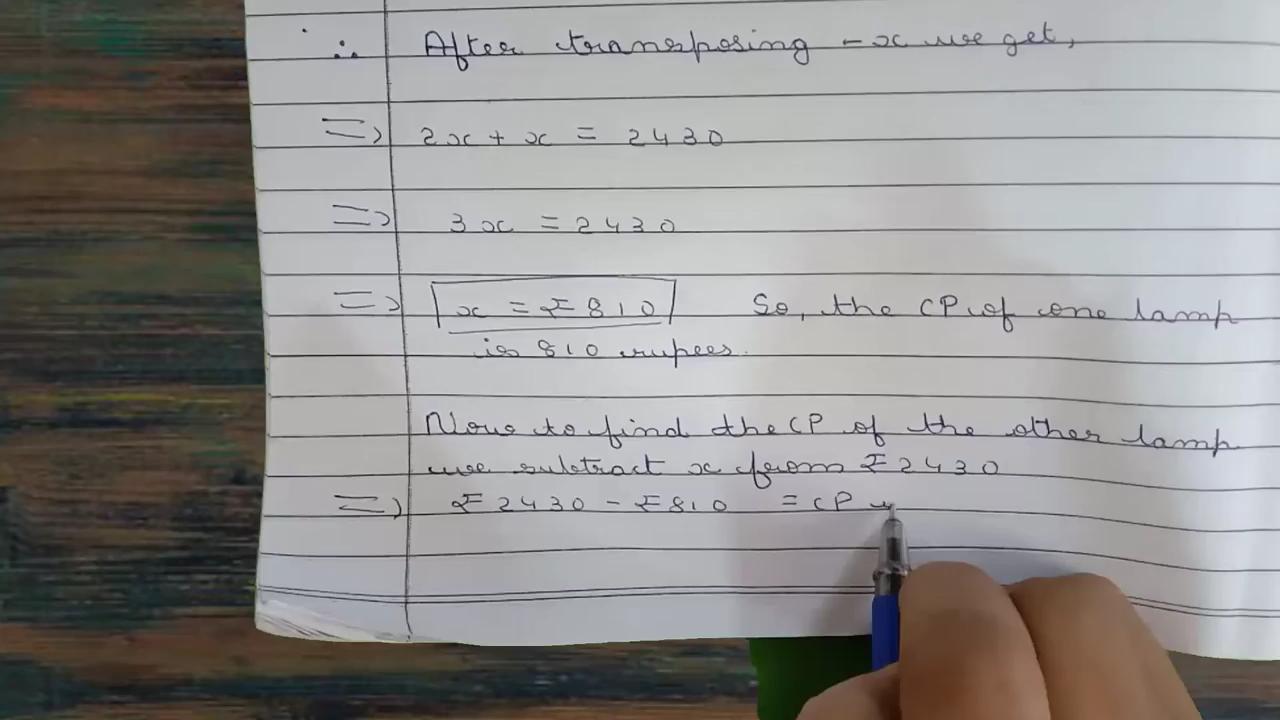 ∴ After transposing -x we get,
=> 2x + x = 2430
=> 3x = 2430
=> x = ₹810 So, the CP of one lamp
is 810 rupees.
Now to find the CP of the other lamp
we subtract x from ₹2430
=> ₹2430 - ₹810 = CP